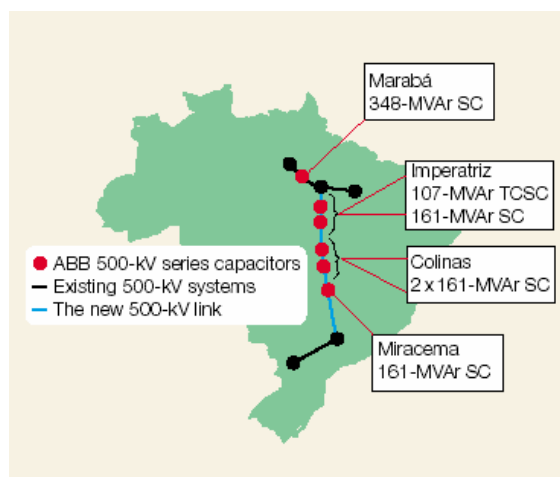 Marabá
348-MVAr SC
Imperatriz
107-MVAr TCSC
161-MVAr SC
ABB 500-kV series capacitors
Existing 500-kV systems
The new 500-kV link
Colinas
2 x 161-MVAr SC
Miracema
161-MVAr SC